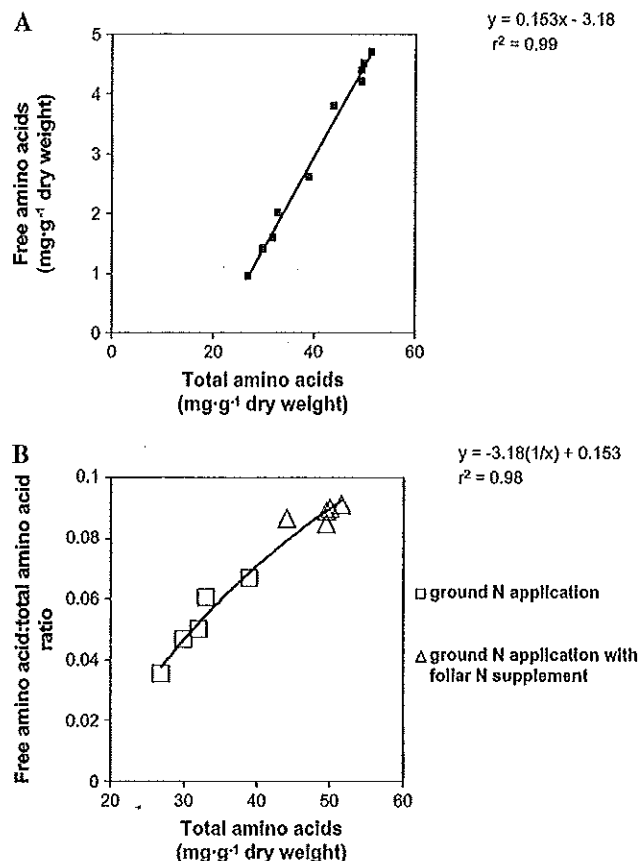 A
y = 0.153x - 3.18
r² = 0.99
5
4
3
2
1
0
0 20 40 60
Free amino acids
(mg·g⁻¹ dry weight)
Total amino acids
(mg·g⁻¹ dry weight)
B
y = -3.18(1/x) + 0.153
r² = 0.98
0.1
0.08
0.06
0.04
0.02
0
20 30 40 50 60
Free amino acid:total amino acid
ratio
Total amino acids
(mg·g⁻¹ dry weight)
ground N application
ground N application with
foliar N supplement